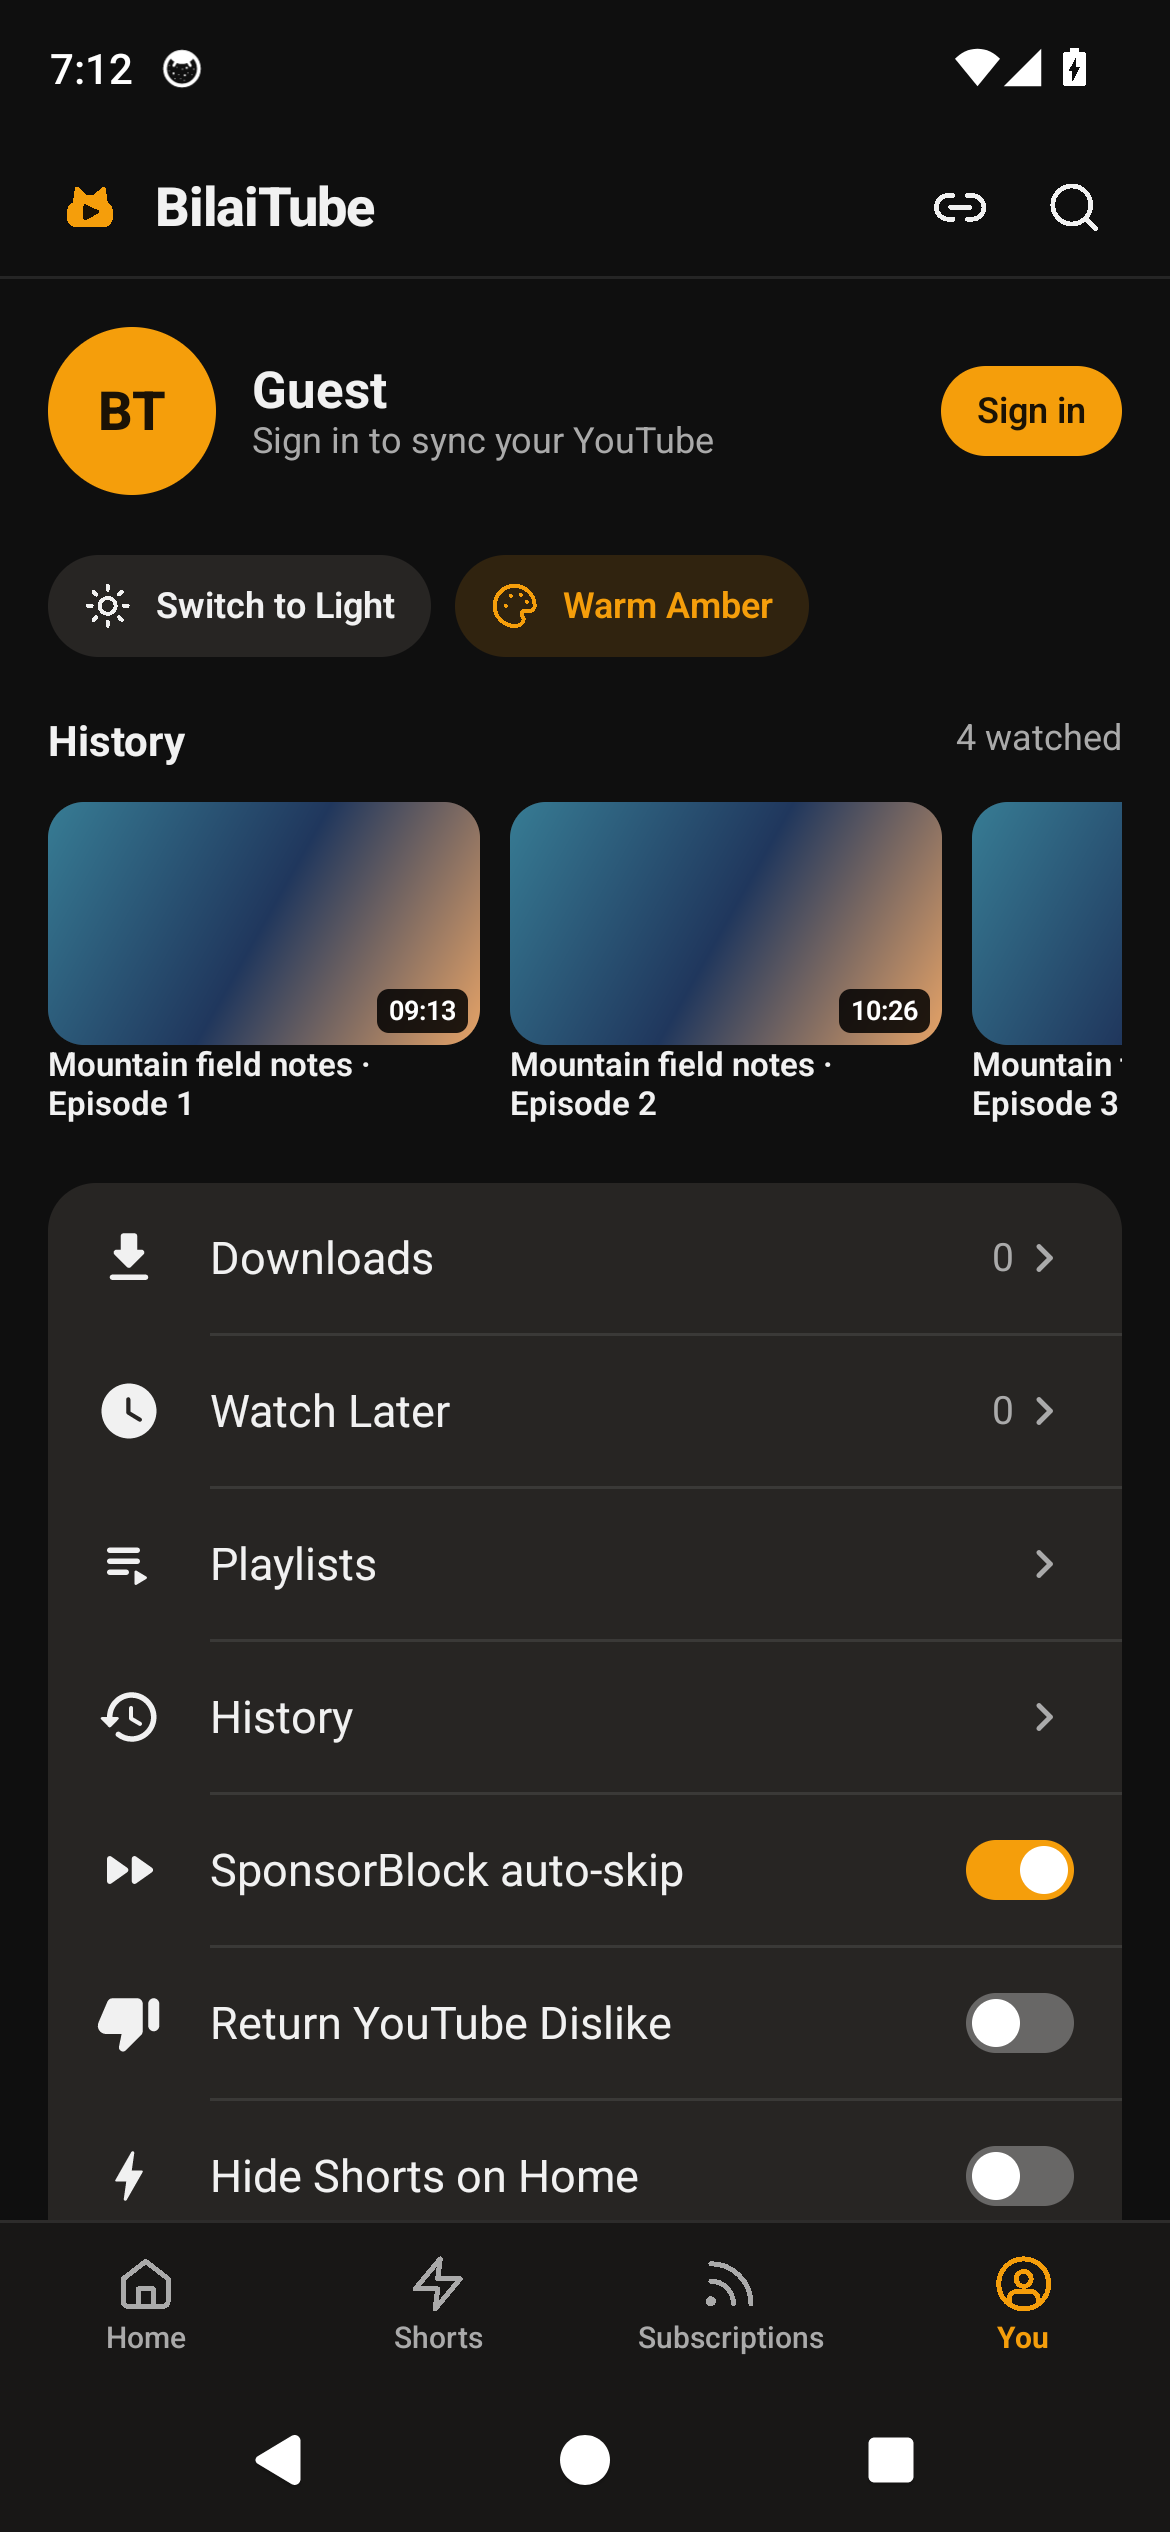 7:12
BilaiTube
BT
Guest
Sign in to sync your YouTube
Sign in
Switch to Light
Warm Amber
History
4 watched
09:13
10:26
Mountain field notes ·
Episode 1
Mountain field notes ·
Episode 2
Mountain
Episode 3
Downloads
0
Watch Later
0
Playlists
History
SponsorBlock auto-skip
Return YouTube Dislike
Hide Shorts on Home
Home
Shorts
Subscriptions
You